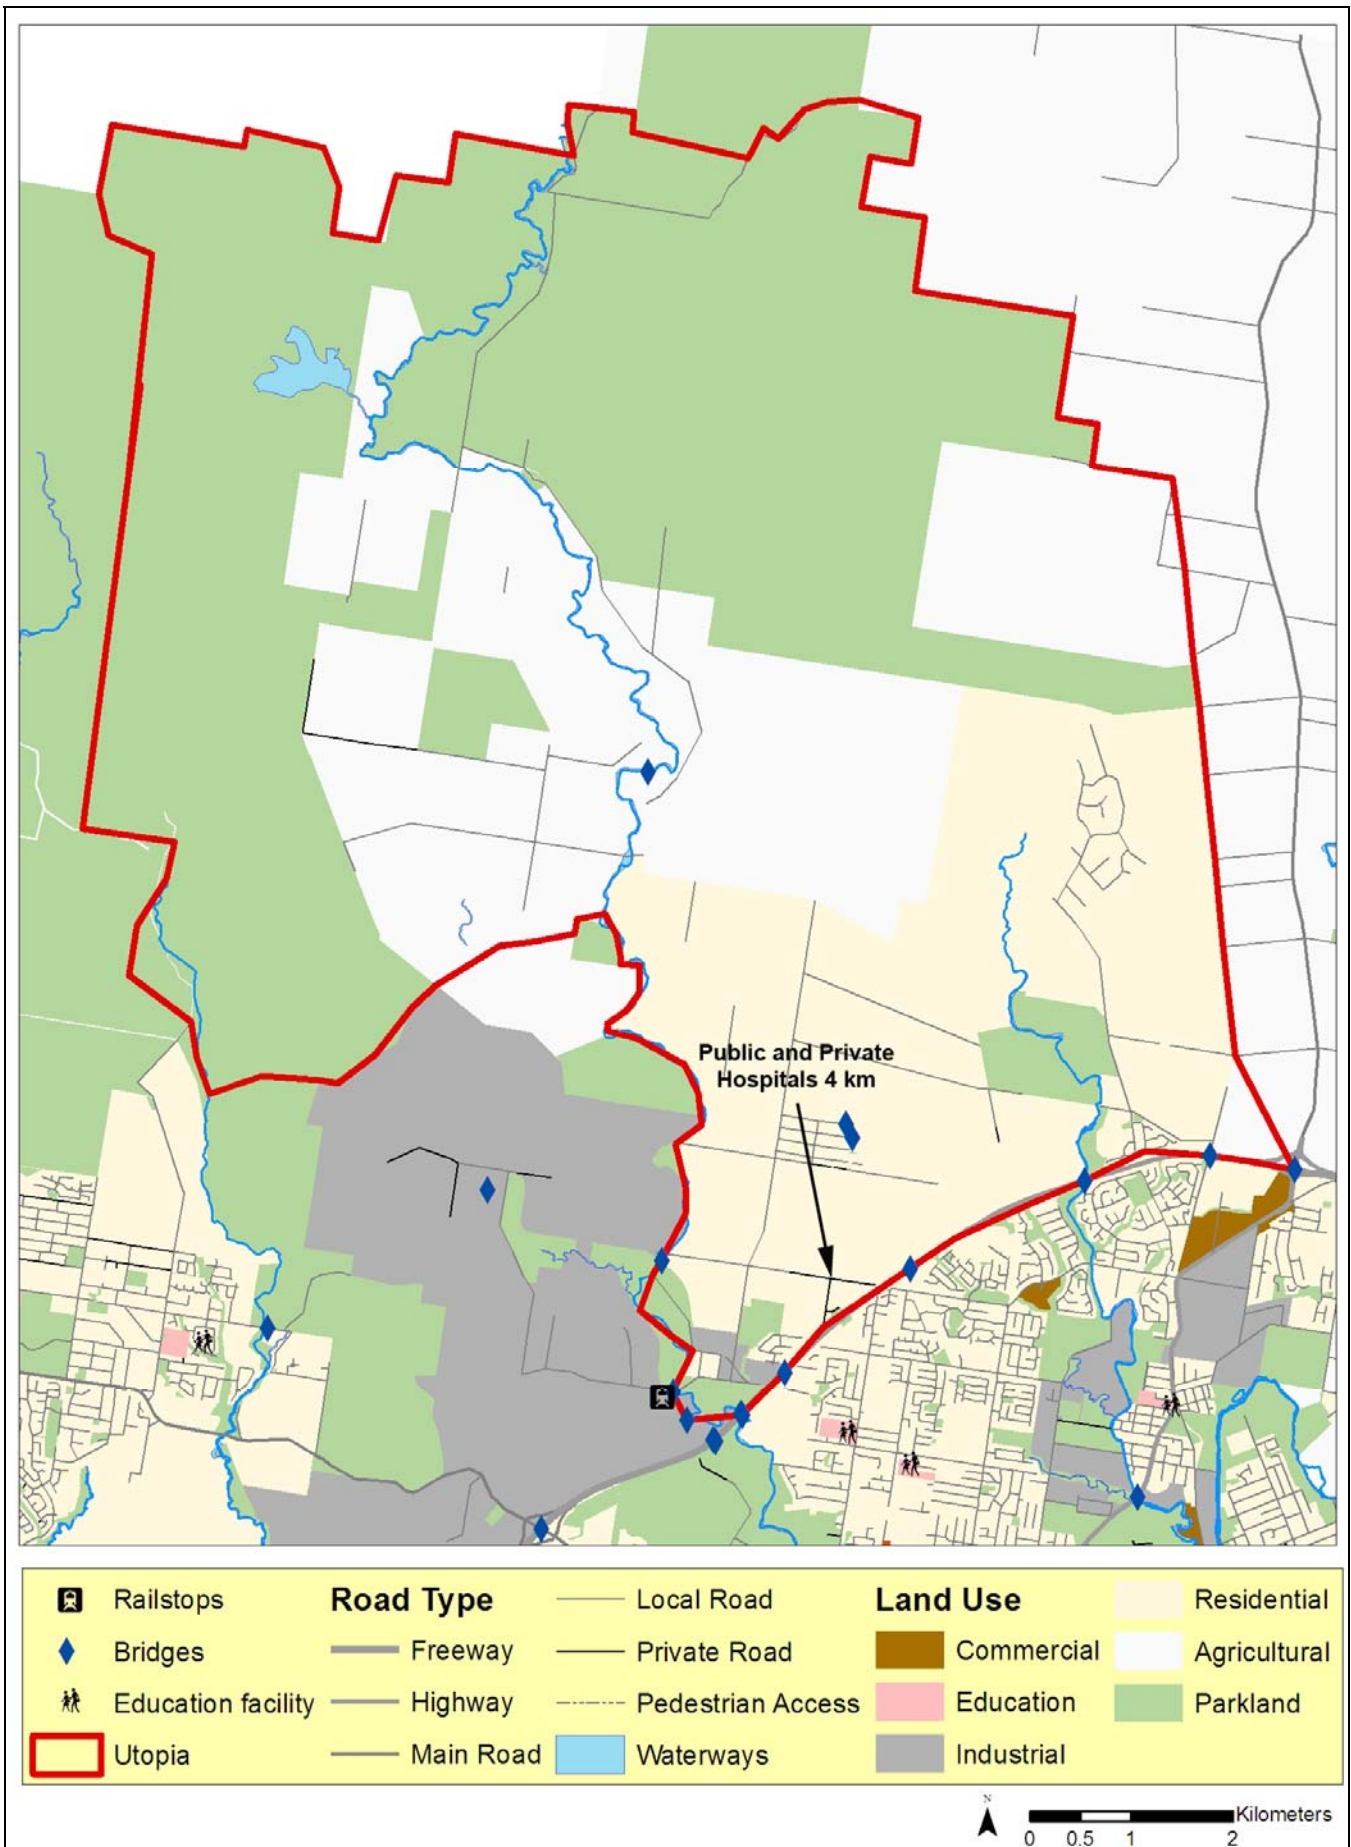 Public and Private
Hospitals 4 km
Railstops
Bridges
Education facility
Utopia
Road Type
Freeway
Highway
Main Road
Local Road
Private Road
Pedestrian Access
Waterways
Land Use
Commercial
Education
Industrial
Residential
Agricultural
Parkland
N
Kilometers
0 0.5 1 2